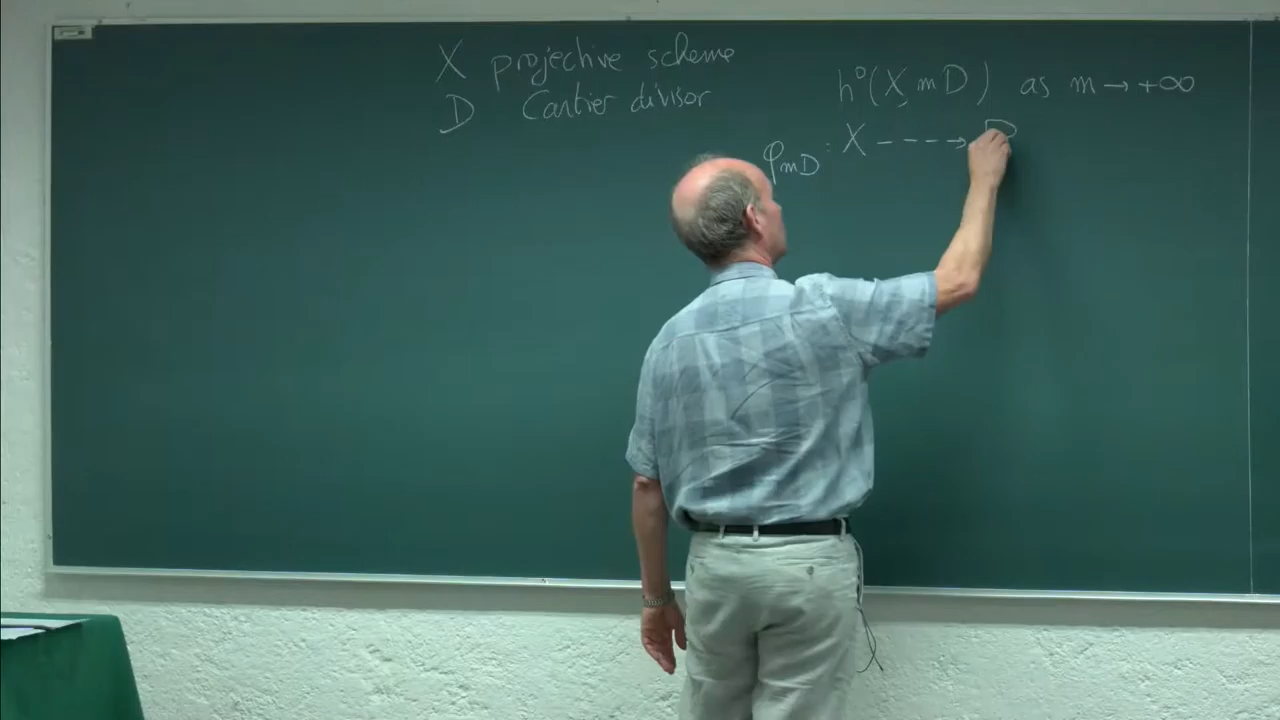 X projective scheme
D Cartier divisor
h⁰(X, mD) as m → +∞
φ_mD : X ----→ P